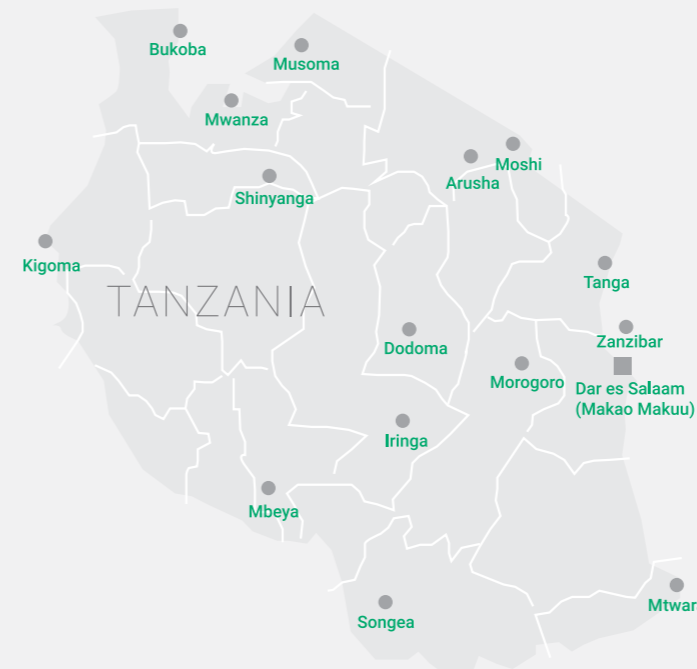 Bukoba
Musoma
Mwanza
Moshi
Arusha
Shinyanga
Kigoma
Tanga
TANZANIA
Zanzibar
Dodoma
Morogoro
Dar es Salaam
(Makao Makuu)
Iringa
Mbeya
Mtwar
Songea